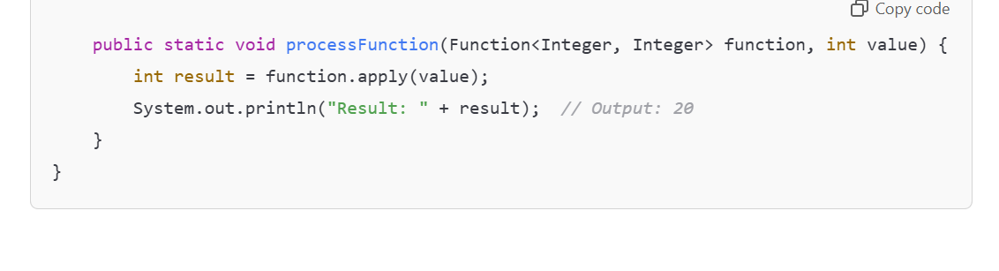 Copy code
public static void processFunction(Function<Integer, Integer> function, int value) {
int result = function.apply(value);
System.out.println("Result: " + result);  // Output: 20
}
}